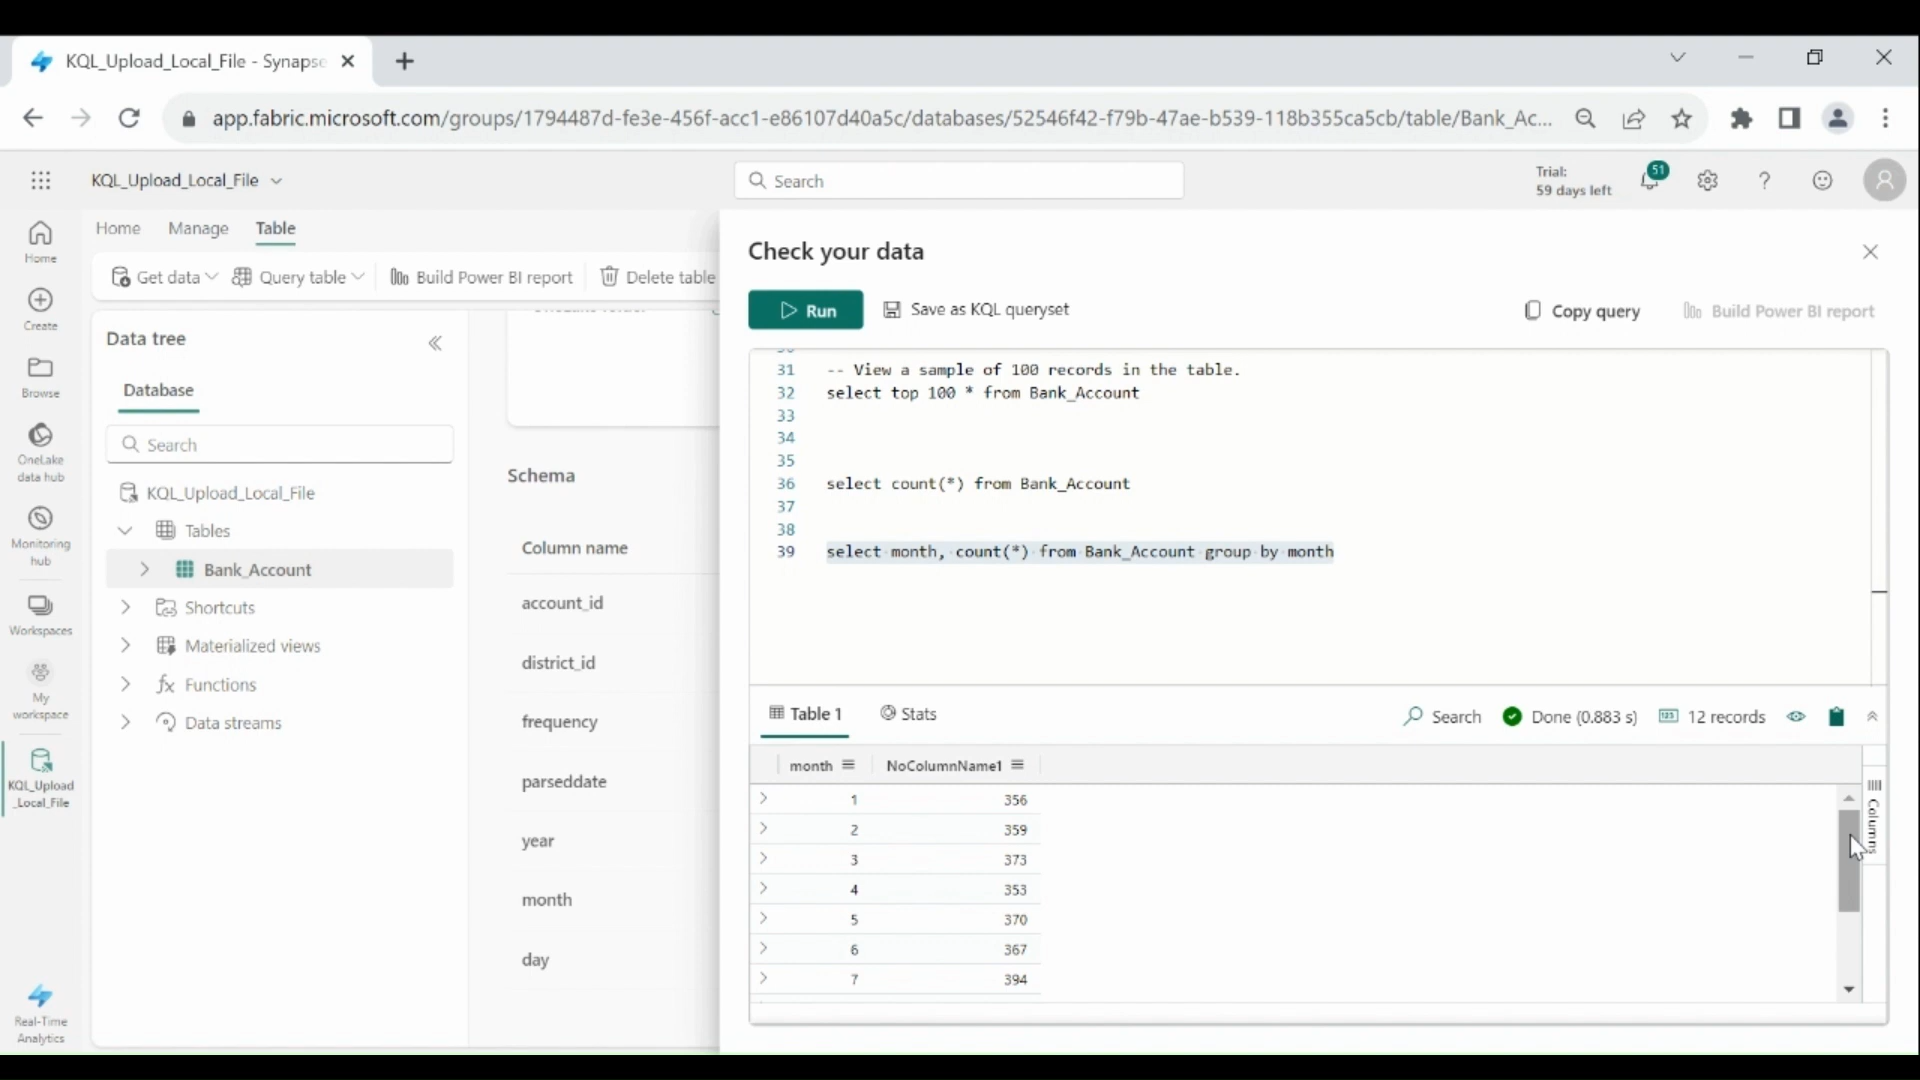 KQL_Upload_Local_File - Synapse
app.fabric.microsoft.com/groups/1794487d-fe3e-456f-acc1-e86107d40a5c/databases/52546f42-f79b-47ae-b539-118b355ca5cb/table/Bank_Ac...
KQL_Upload_Local_File
Search
Trial:
59 days left
51
Home
Create
Browse
OneLake
data hub
Monitoring
hub
Workspaces
My
workspace
KQL_Upload
_Local_File
Real-Time
Analytics
Home Manage Table
Get data Query table Build Power BI report Delete table
Data tree
Database
Search
KQL_Upload_Local_File
Tables
Bank_Account
Shortcuts
Materialized views
fx Functions
Data streams
Schema
Column name
account_id
district_id
frequency
parseddate
year
month
day
Check your data
Run Save as KQL queryset Copy query Build Power BI report
31 -- View a sample of 100 records in the table.
32 select top 100 * from Bank_Account
33
34
35
36 select count(*) from Bank_Account
37
38
39 select month, count(*) from Bank_Account group by month
Table 1 Stats Search Done (0.883 s) 12 records
month NoColumnName1
1 356
2 359
3 373
4 353
5 370
6 367
7 394
Columns